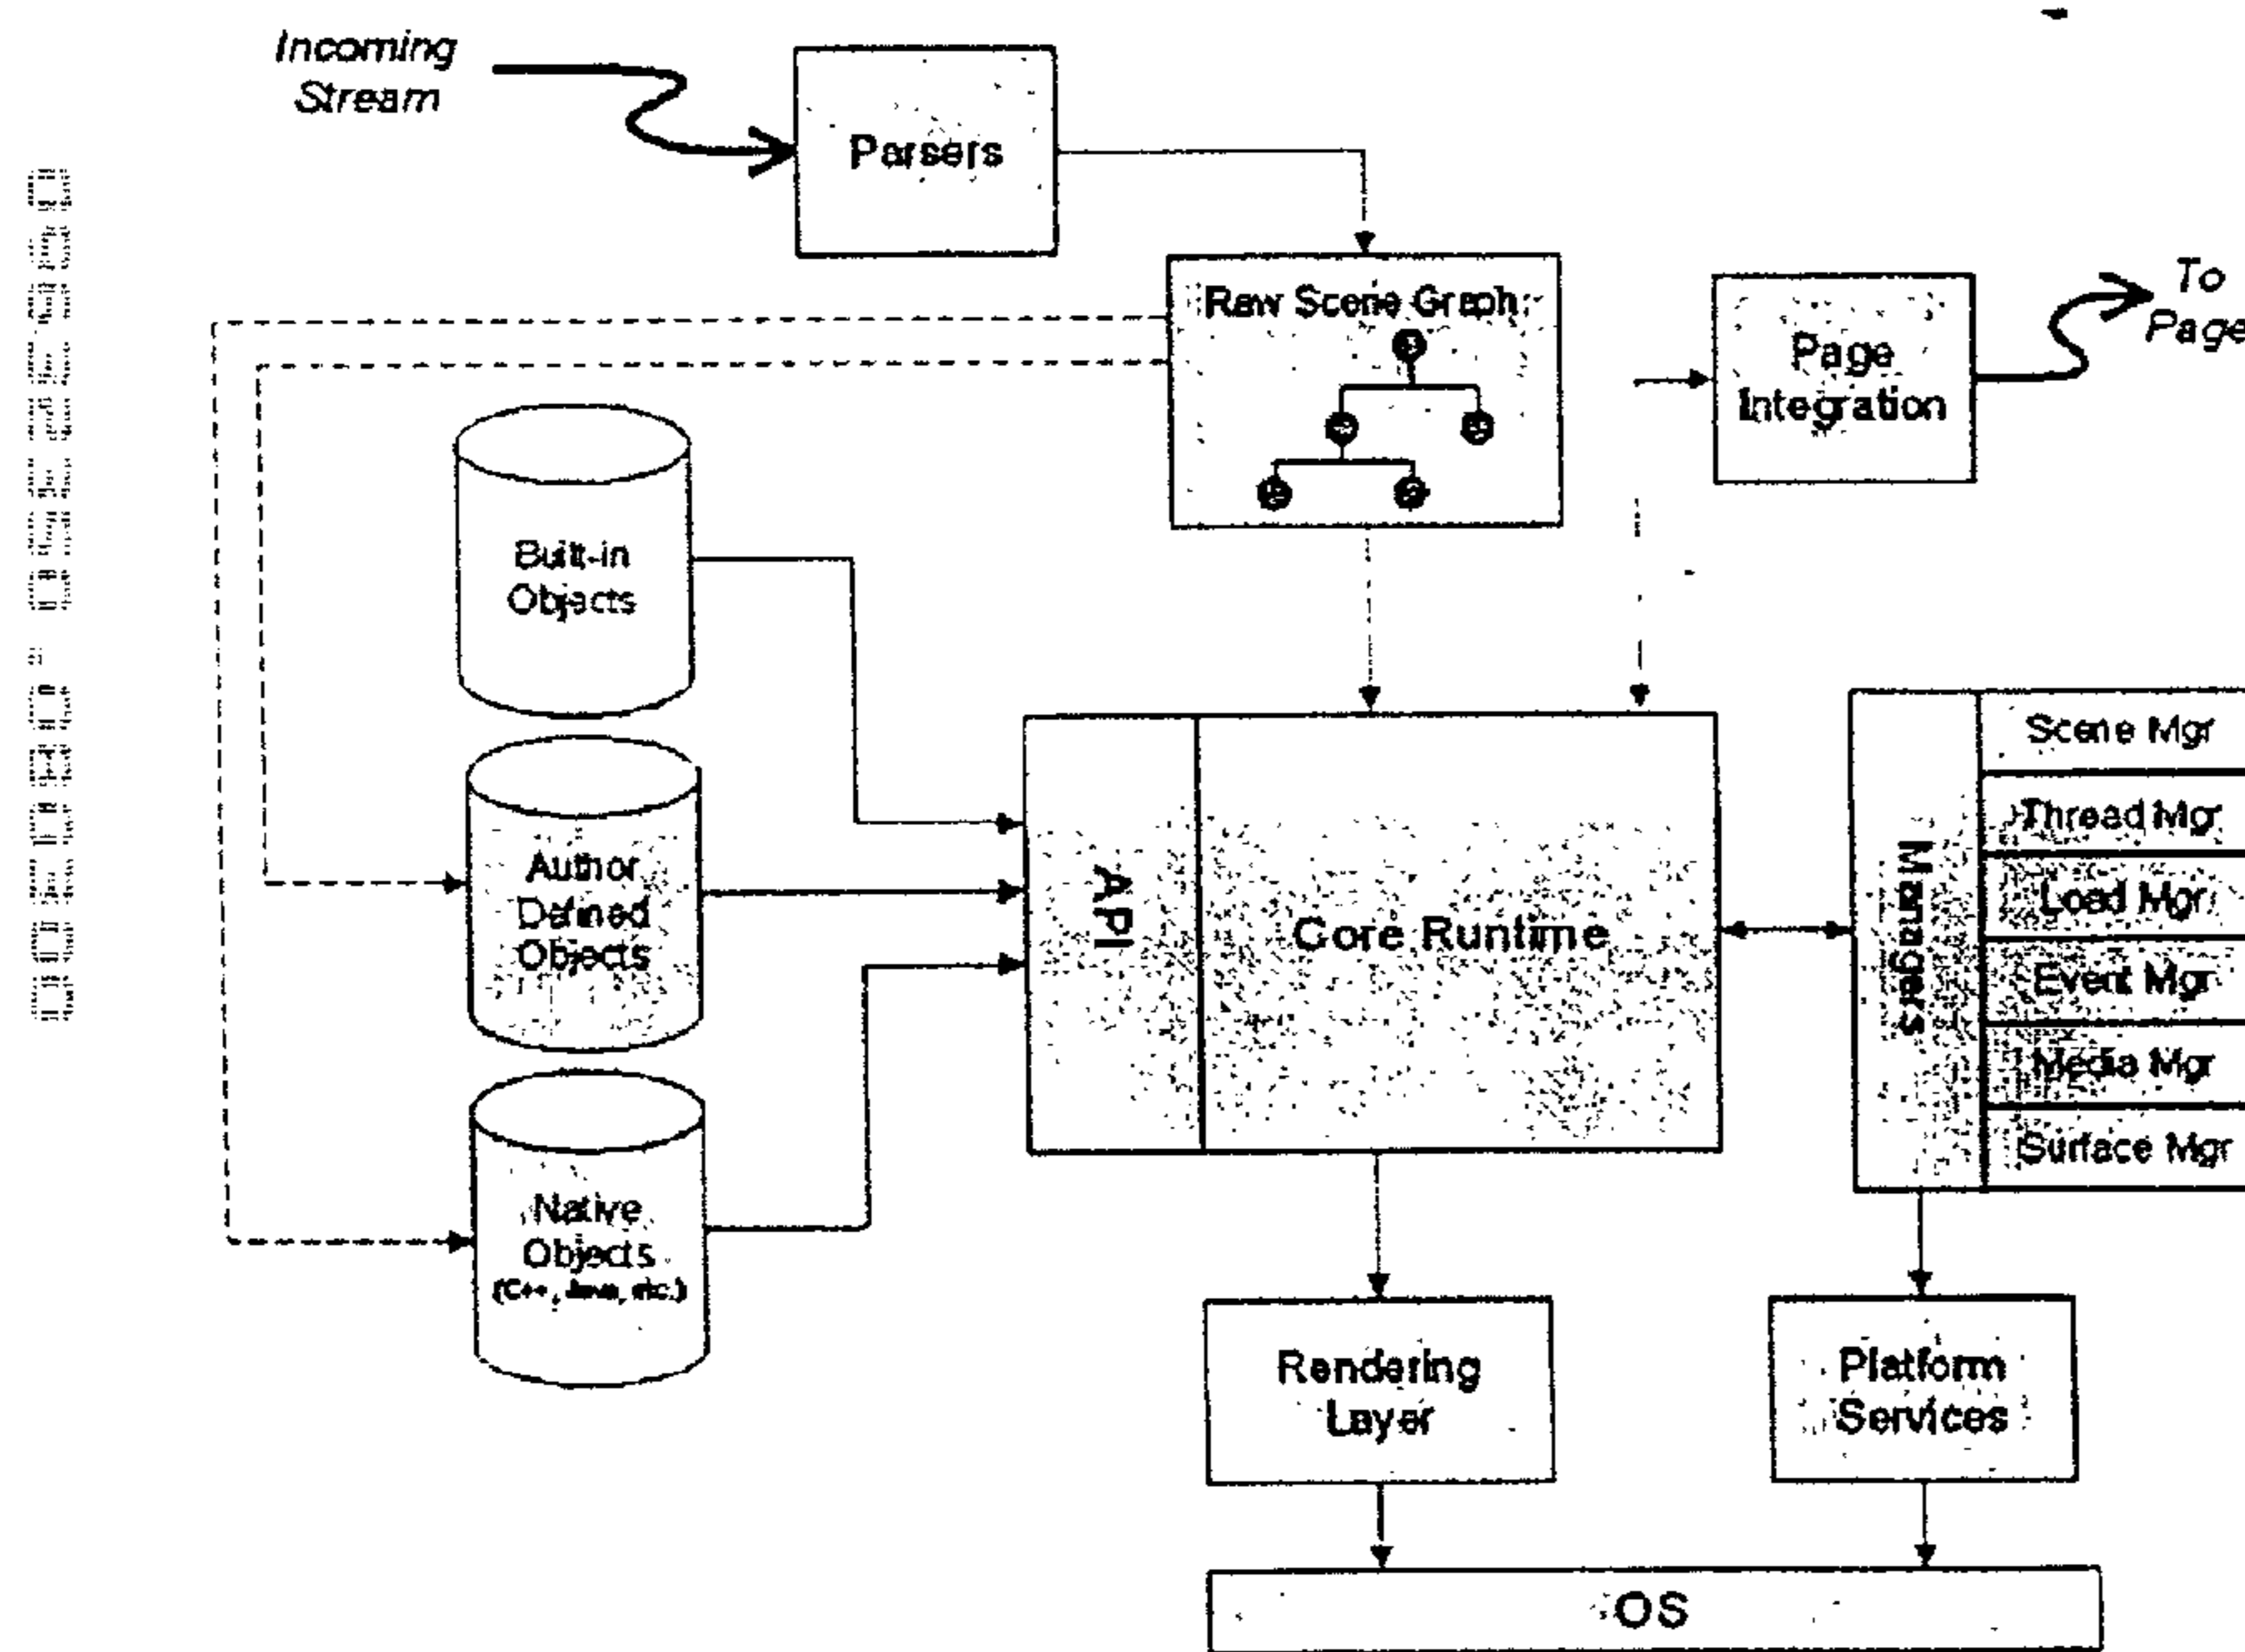 Incoming
Stream
Parsers
Raw Scene Graph
Page
Integration
To
Page
Built-in
Objects
Author
Defined
Objects
Native
Objects
(C++, Java, etc.)
API
Core Runtime
Managers
Scene Mgr
Thread Mgr
Load Mgr
Event Mgr
Media Mgr
Surface Mgr
Rendering
Layer
Platform
Services
OS